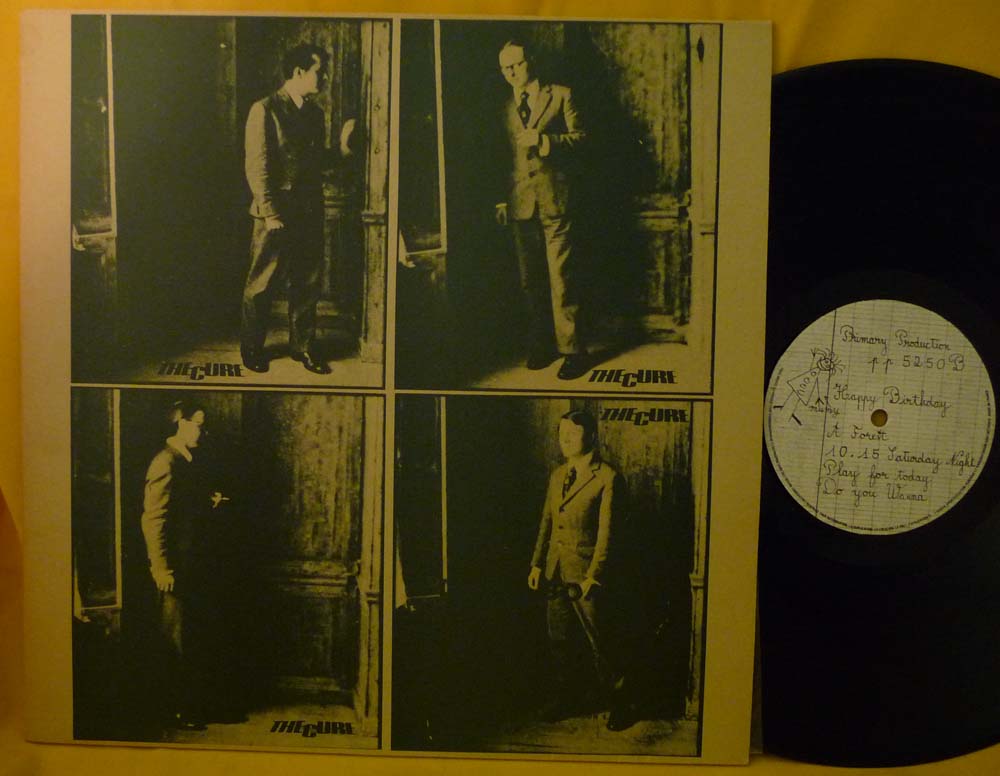 THE CURE
THE CURE
THE CURE
THE CURE
Primary Production
pp 5250 B
Happy Birthday
A Forest
10.15 Saturday Night
Play for today
Do you Wanna